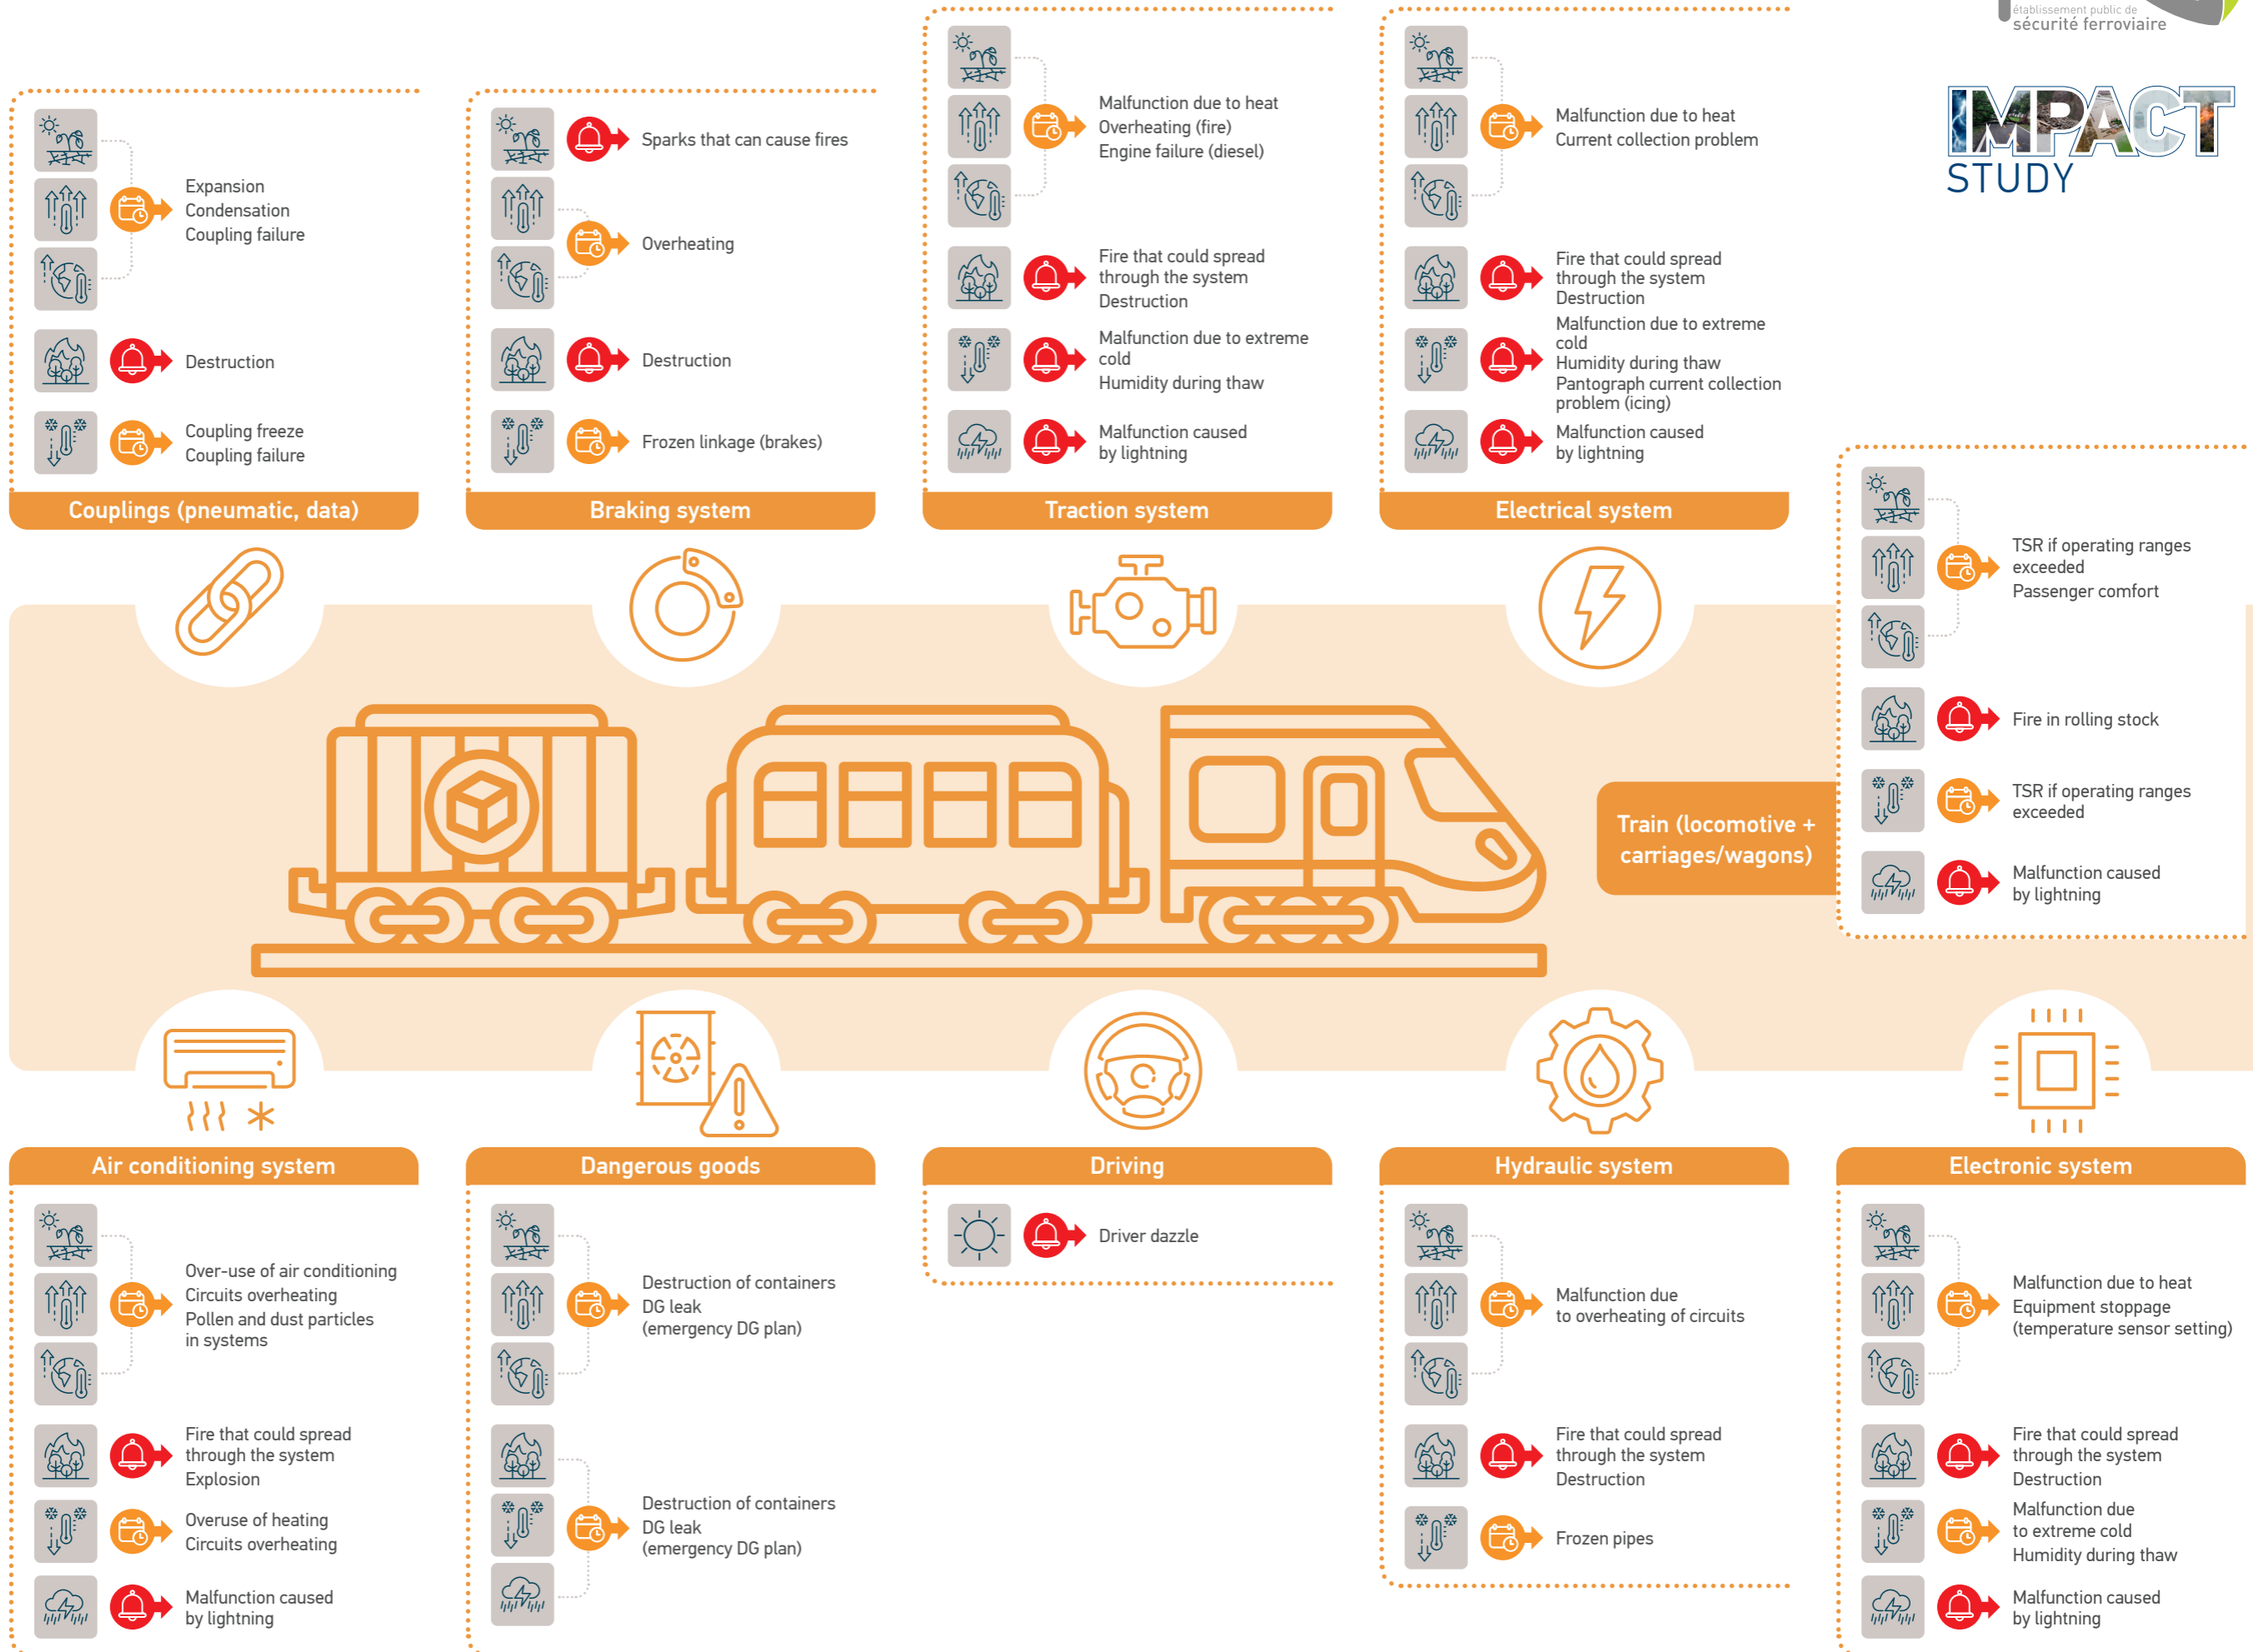 établissement public de
sécurité ferroviaire
IMPACT
STUDY
Expansion
Condensation
Coupling failure
Destruction
Coupling freeze
Coupling failure
Couplings (pneumatic, data)
Sparks that can cause fires
Overheating
Destruction
Frozen linkage (brakes)
Braking system
Malfunction due to heat
Overheating (fire)
Engine failure (diesel)
Fire that could spread
through the system
Destruction
Malfunction due to extreme
cold
Humidity during thaw
Malfunction caused
by lightning
Traction system
Malfunction due to heat
Current collection problem
Fire that could spread
through the system
Destruction
Malfunction due to extreme
cold
Humidity during thaw
Pantograph current collection
problem (icing)
Malfunction caused
by lightning
Electrical system
TSR if operating ranges
exceeded
Passenger comfort
Fire in rolling stock
TSR if operating ranges
exceeded
Malfunction caused
by lightning
Train (locomotive +
carriages/wagons)
Air conditioning system
Over-use of air conditioning
Circuits overheating
Pollen and dust particles
in systems
Fire that could spread
through the system
Explosion
Overuse of heating
Circuits overheating
Malfunction caused
by lightning
Dangerous goods
Destruction of containers
DG leak
(emergency DG plan)
Destruction of containers
DG leak
(emergency DG plan)
Driving
Driver dazzle
Hydraulic system
Malfunction due
to overheating of circuits
Fire that could spread
through the system
Destruction
Frozen pipes
Electronic system
Malfunction due to heat
Equipment stoppage
(temperature sensor setting)
Fire that could spread
through the system
Destruction
Malfunction due
to extreme cold
Humidity during thaw
Malfunction caused
by lightning